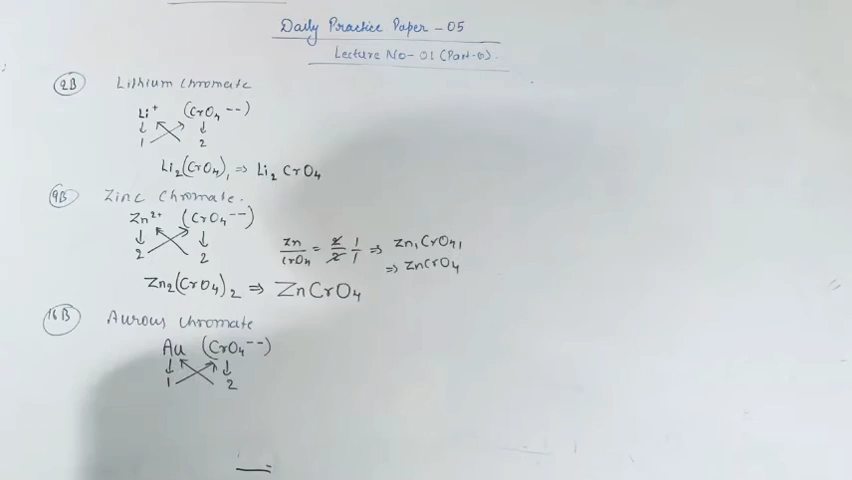 Daily Practice Paper - 05
Lecture No- 01 (Part-6).
2B Lithium Chromate
Li⁺ (CrO₄⁻⁻)
1 2
Li₂(CrO₄)₁ ⇒ Li₂CrO₄
9B Zinc Chromate.
Zn²⁺ (CrO₄⁻⁻)
2 2
Zn/CrO₄ = 2/2 1/1 ⇒ Zn₁CrO₄₁
⇒ ZnCrO₄
Zn₂(CrO₄)₂ ⇒ ZnCrO₄
16B Aurous Chromate
Au (CrO₄⁻⁻)
1 2